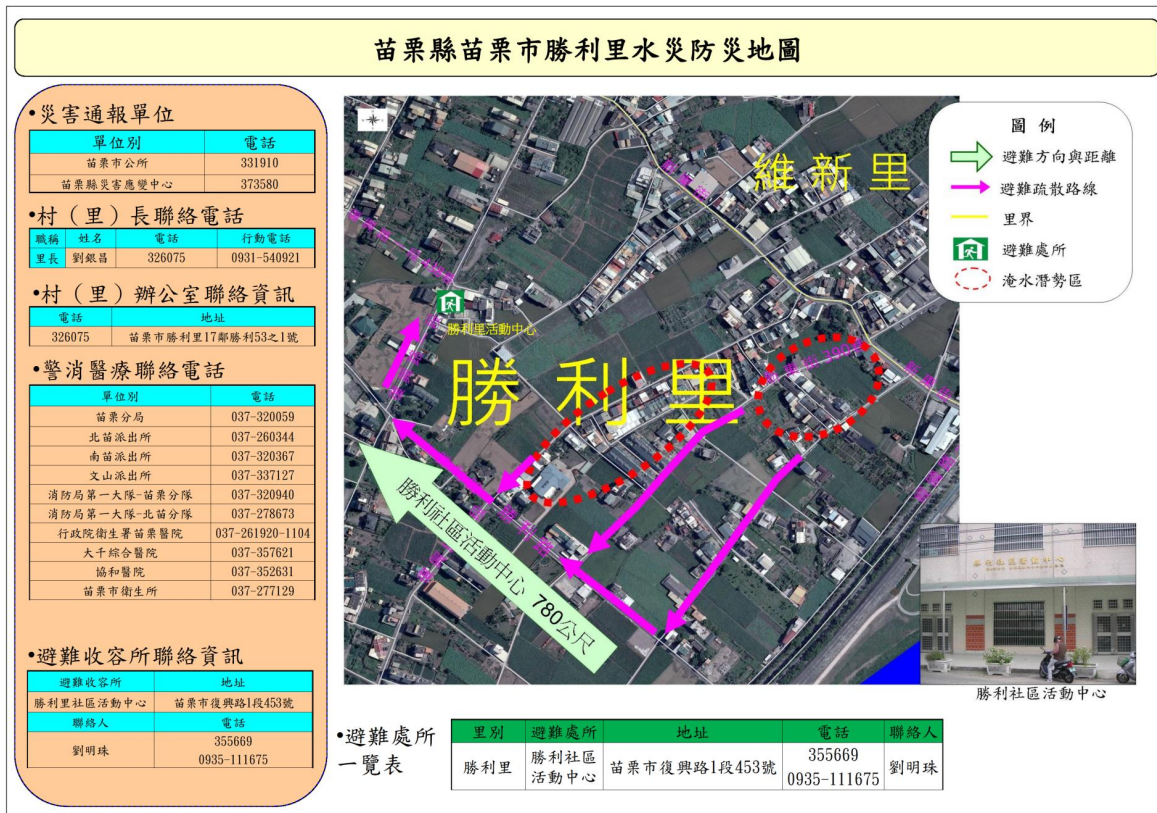 苗栗縣苗栗市勝利里水災防災地圖
•災害通報單位
單位別 電話
苗栗市公所 331910
苗栗縣災害應變中心 373580
•村（里）長聯絡電話
職稱 姓名 電話 行動電話
里長 劉銀昌 326075 0931-540921
•村（里）辦公室聯絡資訊
電話 地址
326075 苗栗市勝利里17鄰勝利53之1號
•警消醫療聯絡電話
單位別 電話
苗栗分局 037-320059
北苗派出所 037-260344
南苗派出所 037-320367
文山派出所 037-337127
消防局第一大隊-苗栗分隊 037-320940
消防局第一大隊-北苗分隊 037-278673
行政院衛生署苗栗醫院 037-261920-1104
大千綜合醫院 037-357621
協和醫院 037-352631
苗栗市衛生所 037-277129
•避難收容所聯絡資訊
避難收容所 地址
勝利里社區活動中心 苗栗市復興路1段453號
聯絡人 電話
劉明珠 355669
0935-111675
維新里
勝利里活動中心
勝利里
勝利社區活動中心 780公尺
圖例
避難方向與距離
避難疏散路線
里界
避難處所
淹水潛勢區
勝利社區活動中心
•避難處所
一覽表
里別 避難處所 地址 電話 聯絡人
勝利里 勝利社區
活動中心 苗栗市復興路1段453號 355669
0935-111675 劉明珠